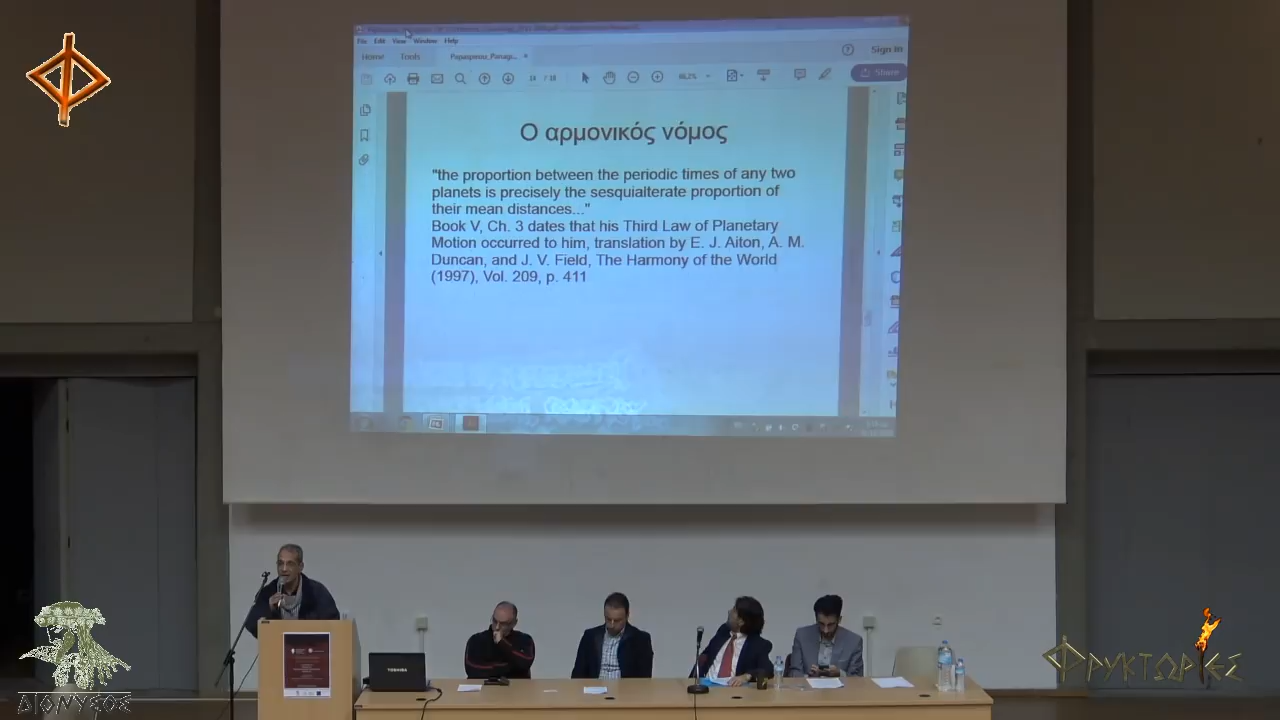 File Edit View Window Help
Home Tools Papaspirou_Panagi...
Sign In
Share
Ο αρμονικός νόμος
"the proportion between the periodic times of any two
planets is precisely the sesquialterate proportion of
their mean distances..."
Book V, Ch. 3 dates that his Third Law of Planetary
Motion occurred to him, translation by E. J. Aiton, A. M.
Duncan, and J. V. Field, The Harmony of the World
(1997), Vol. 209, p. 411
TOSHIBA
ΔΙΟΝΥΣΟΣ
ΦΡΥΚΤΩΡΙΕΣ